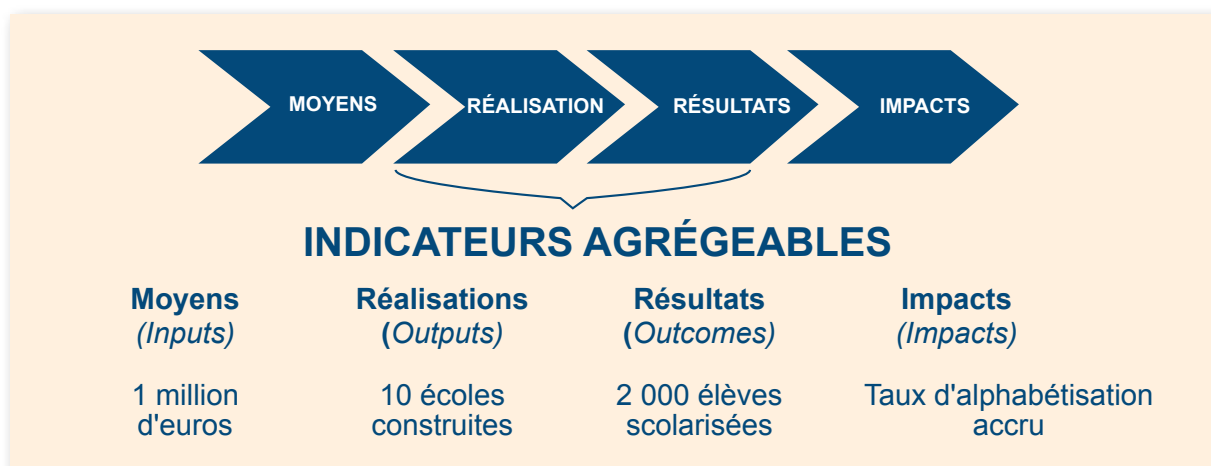 MOYENS
RÉALISATION
RÉSULTATS
IMPACTS
INDICATEURS AGRÉGEABLES
Moyens
(Inputs)
1 million
d'euros
Réalisations
(Outputs)
10 écoles
construites
Résultats
(Outcomes)
2 000 élèves
scolarisées
Impacts
(Impacts)
Taux d'alphabétisation
accru